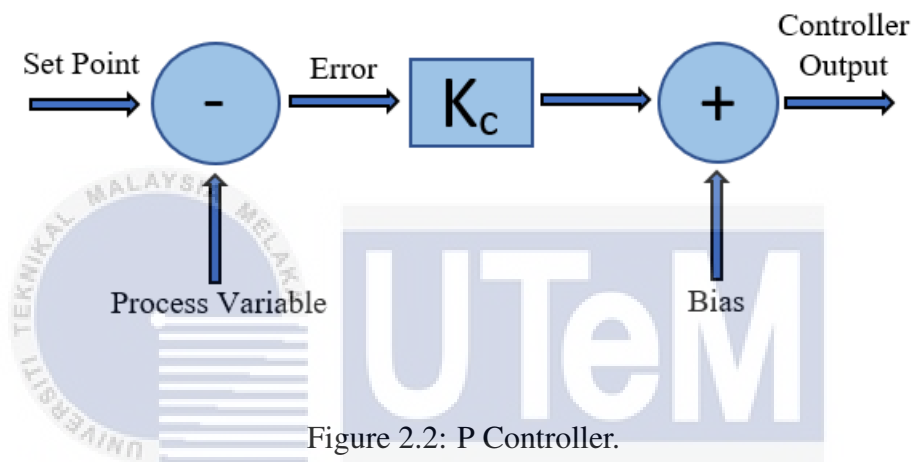 Set Point
-
Error
Kc
+
Controller
Output
Process Variable
Bias
UNIVERSITI TEKNIKAL MALAYSIA MELAKA
UTeM
Figure 2.2: P Controller.